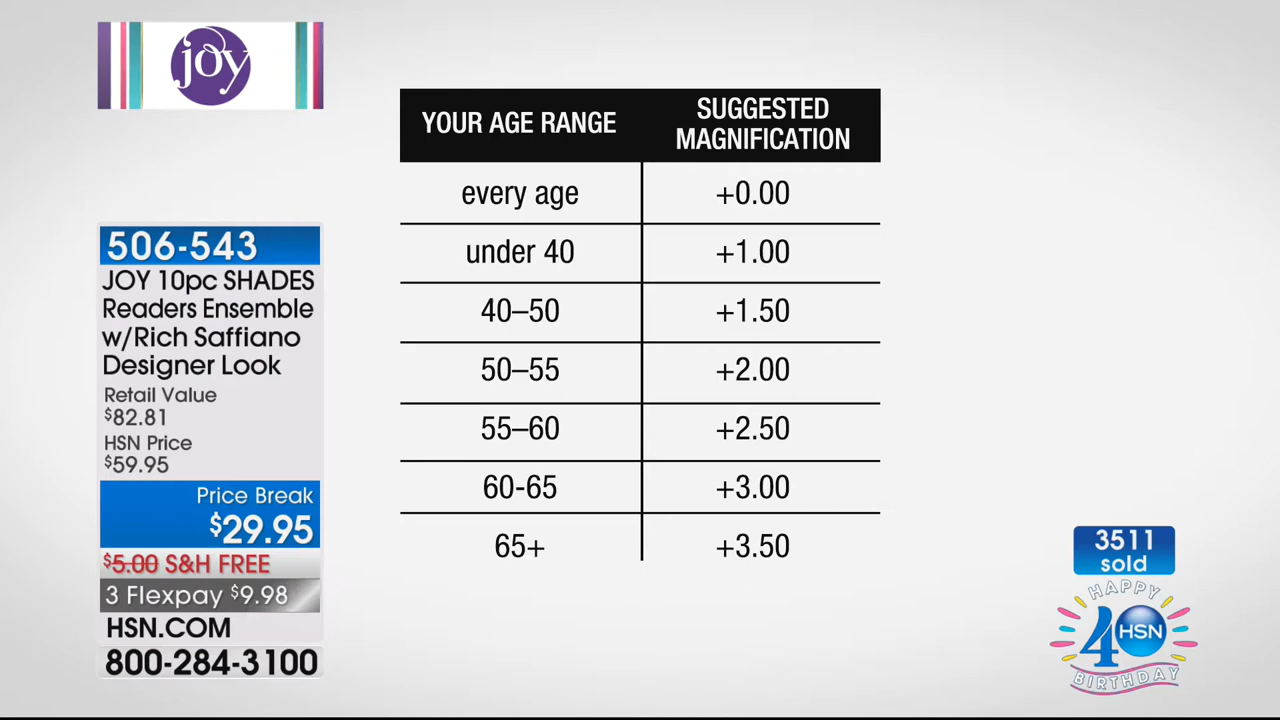 joy
YOUR AGE RANGE
SUGGESTED
MAGNIFICATION
every age +0.00
under 40 +1.00
40–50 +1.50
50–55 +2.00
55–60 +2.50
60-65 +3.00
65+ +3.50
506-543
JOY 10pc SHADES
Readers Ensemble
w/Rich Saffiano
Designer Look
Retail Value
$82.81
HSN Price
$59.95
Price Break
$29.95
$5.00 S&H FREE
3 Flexpay $9.98
HSN.COM
800-284-3100
3511
sold
HAPPY
40 HSN
BIRTHDAY